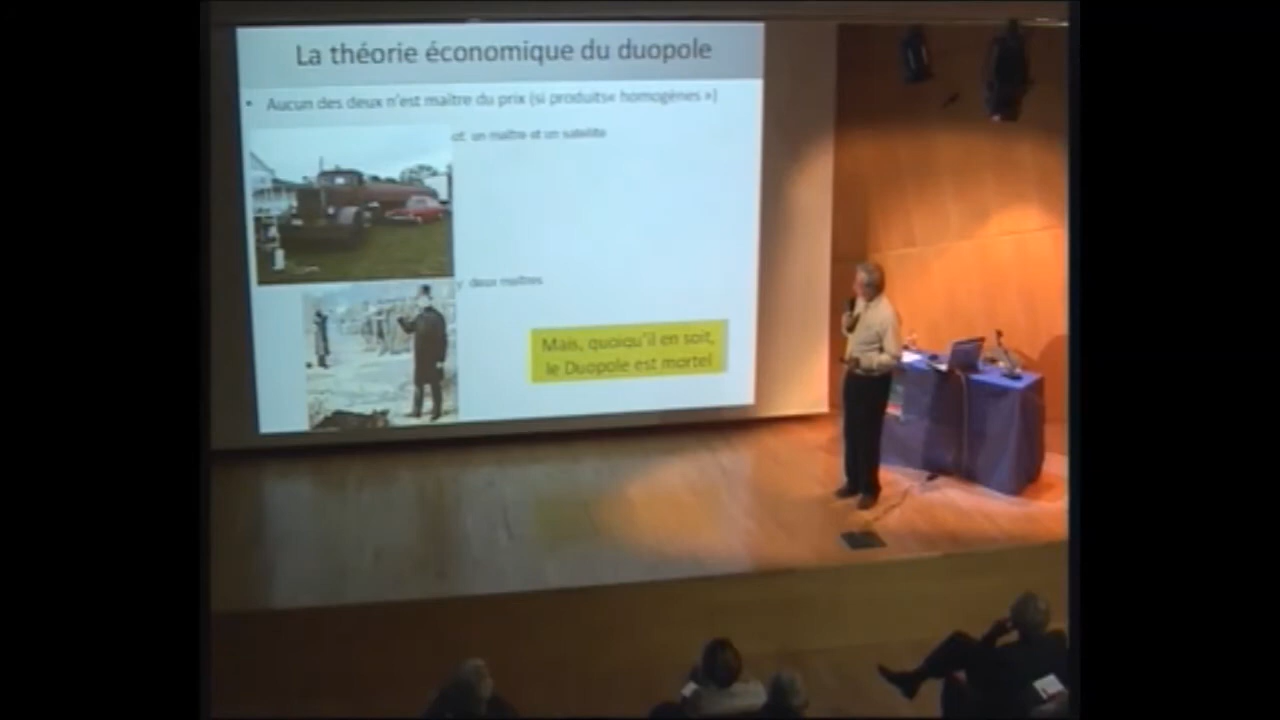 La théorie économique du duopole
• Aucun des deux n'est maître du prix (si produits« homogènes »)
ot: un maître et un satellite
y: deux maîtres
Mais, quoiqu'il en soit,
le Duopole est mortel